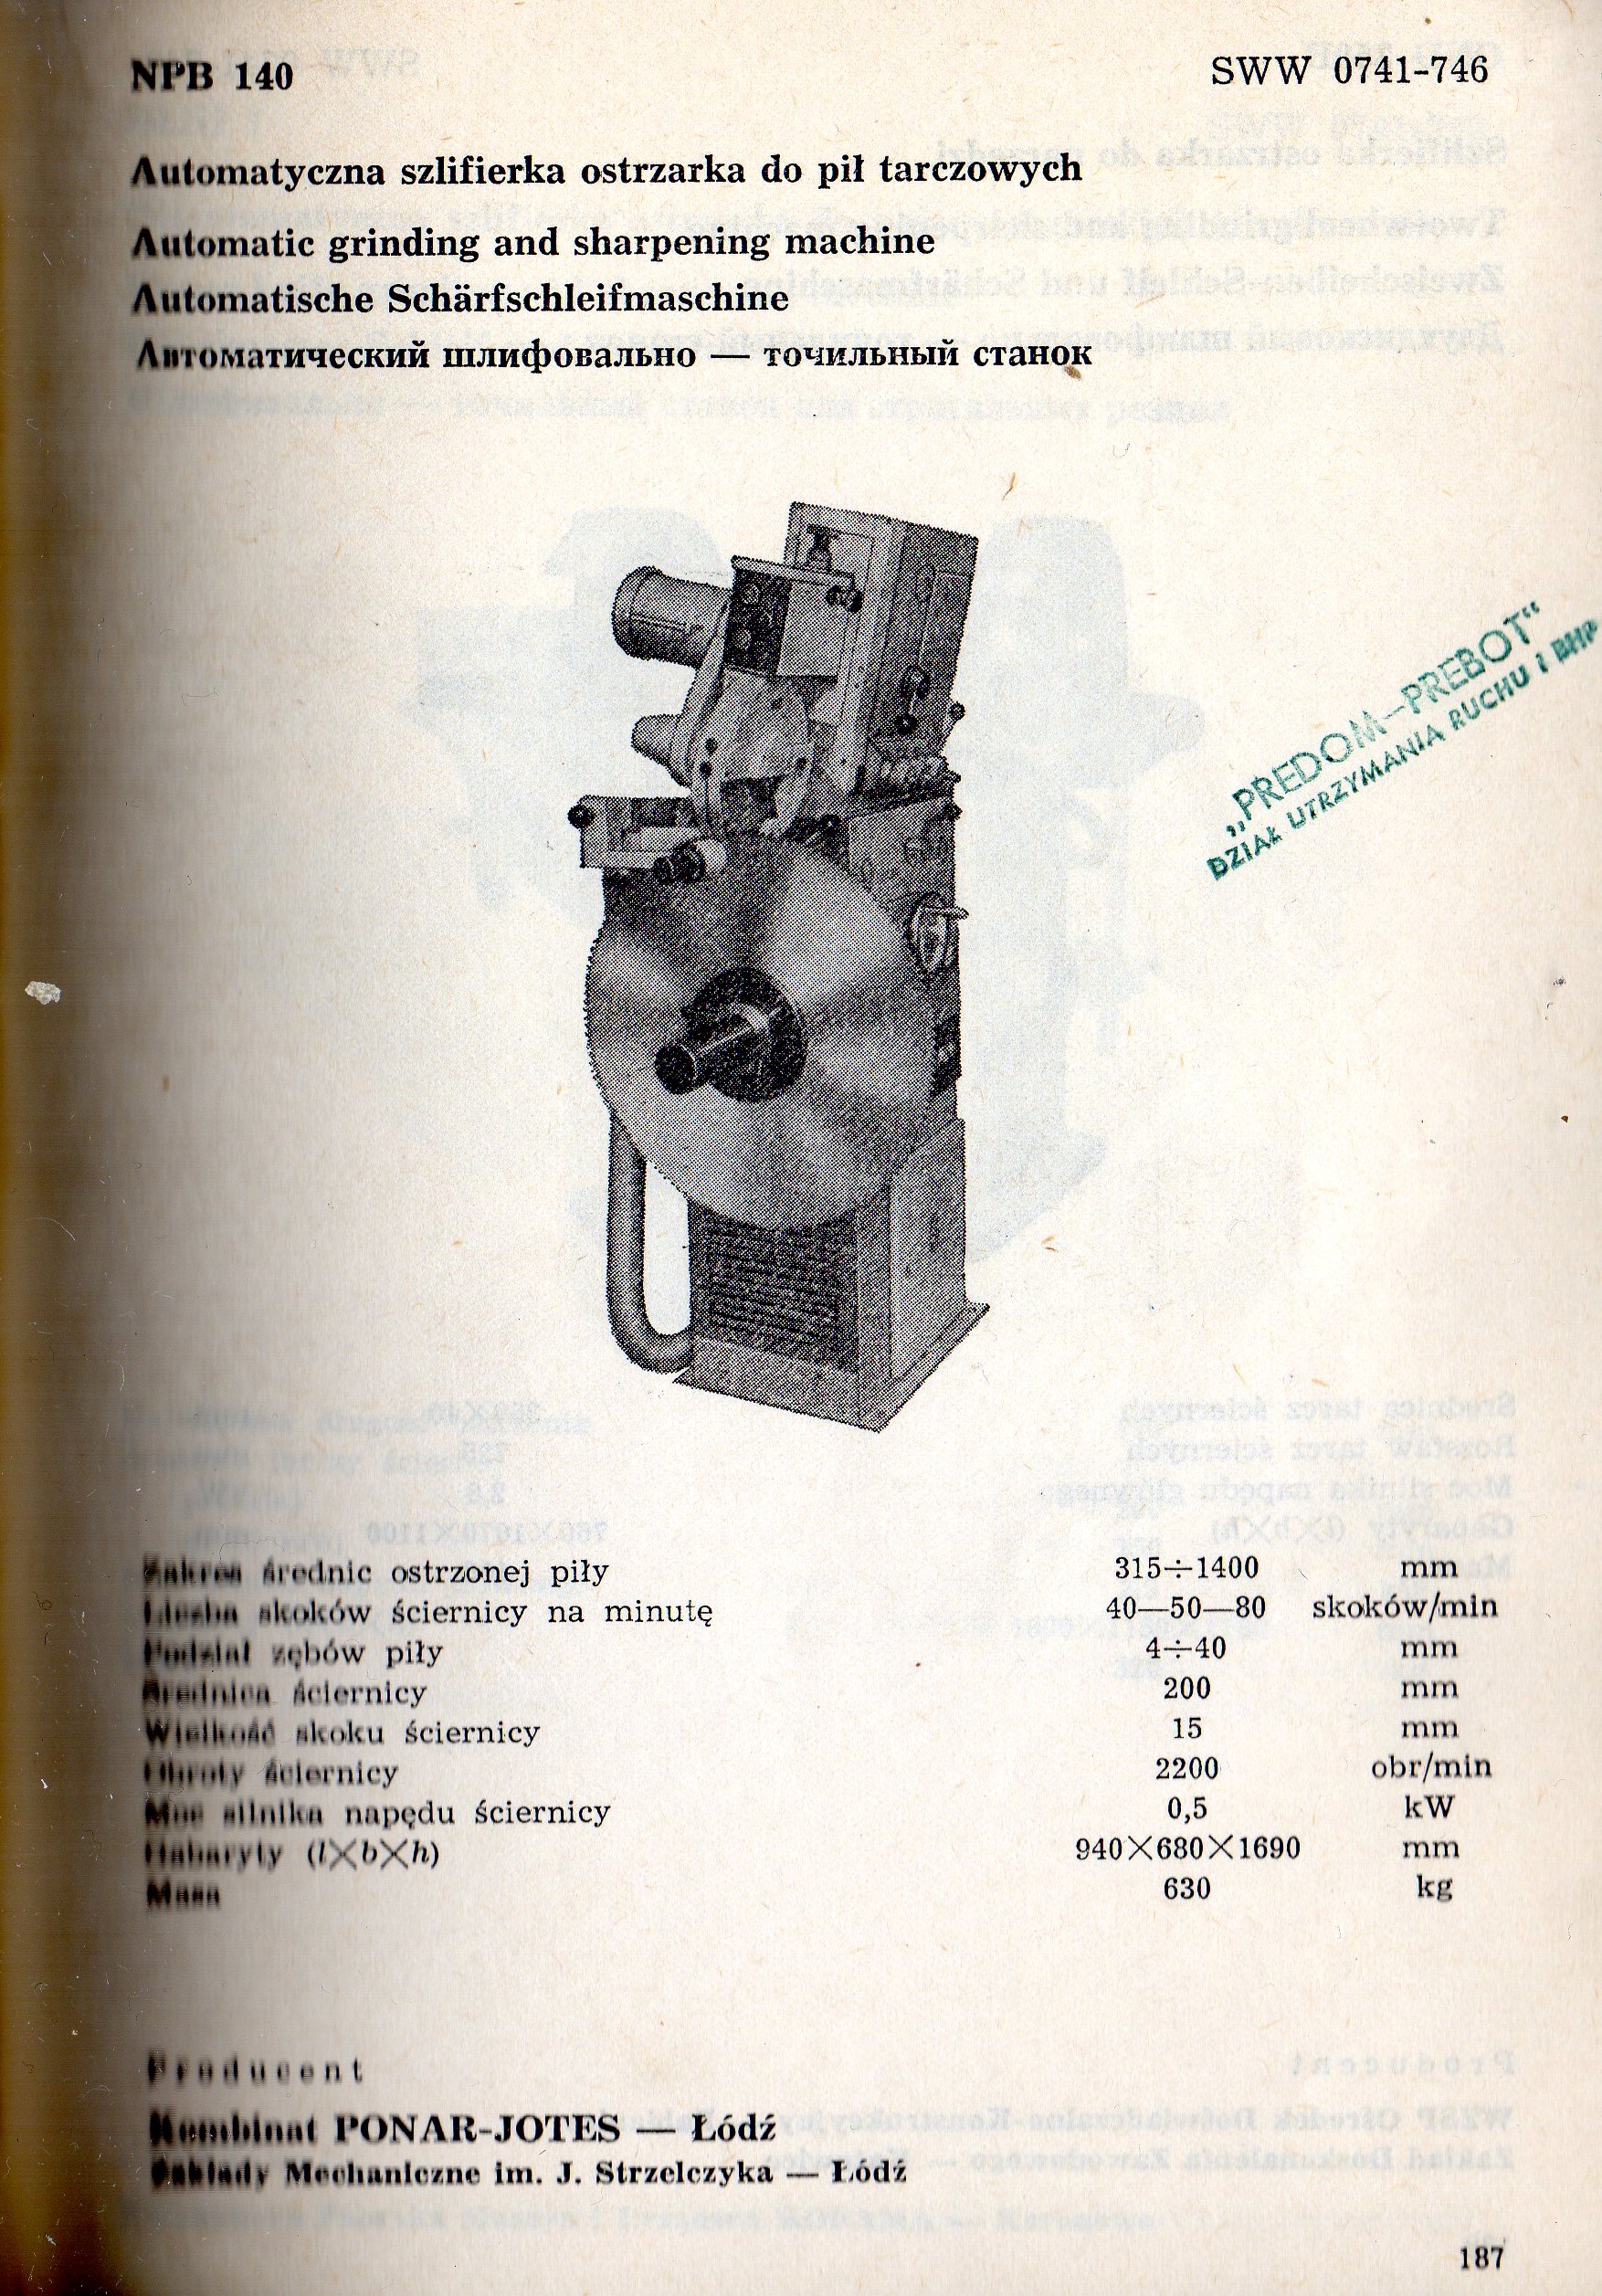 NPB 140 SWW 0741-746
Automatyczna szlifierka ostrzarka do pił tarczowych
Automatic grinding and sharpening machine
Automatische Schärfschleifmaschine
Автоматический шлифовально — точильный станок
„PREDOM—PREBOT“
DZIAŁ UTRZYMANIA RUCHU i BHP
Zakres średnic ostrzonej piły 315÷1400 mm
Liczba skoków ściernicy na minutę 40—50—80 skoków/min
Podział zębów piły 4÷40 mm
Średnica ściernicy 200 mm
Wielkość skoku ściernicy 15 mm
Obroty ściernicy 2200 obr/min
Moc silnika napędu ściernicy 0,5 kW
Gabaryty (l×b×h) 940×680×1690 mm
Masa 630 kg
Producent
Kombinat PONAR-JOTES — Łódź
Zakłady Mechaniczne im. J. Strzelczyka — Łódź
187